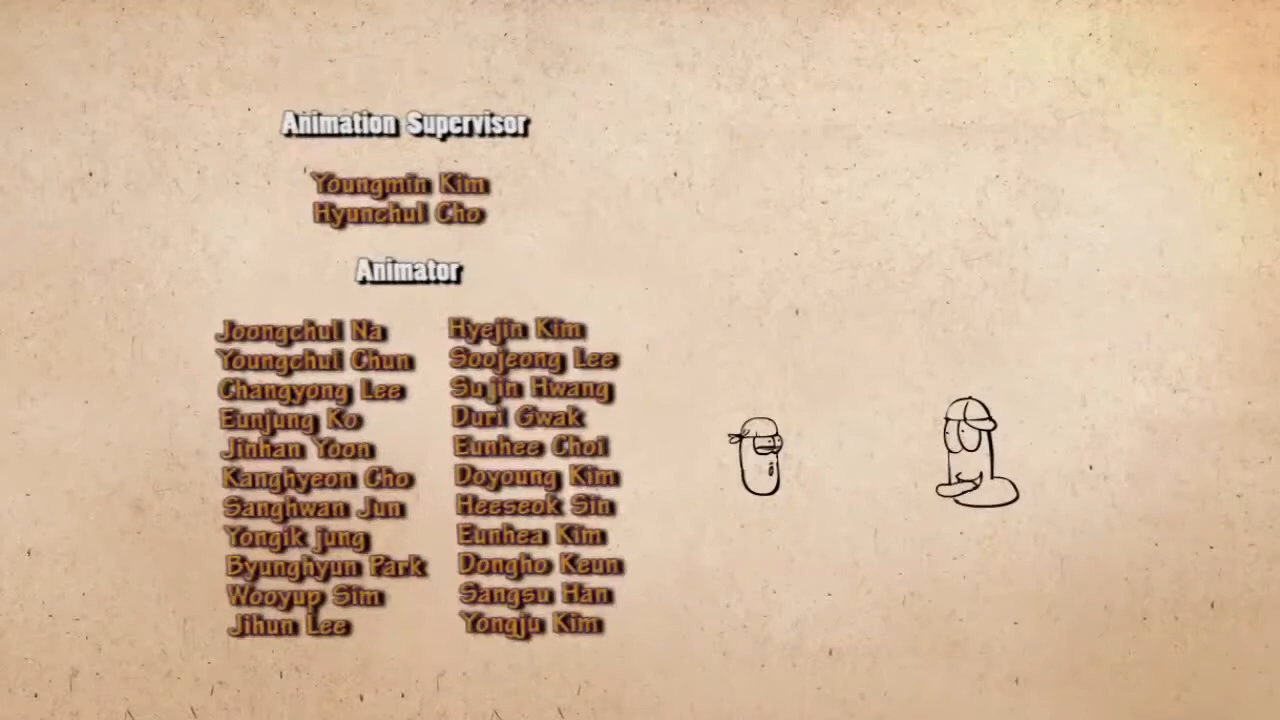 Animation Supervisor
Youngmin Kim
Hyunchul Cho
Animator
Joongchul Na
Youngchul Chun
Changyong Lee
Eunjung Ko
Jinhan Yoon
Kanghyeon Cho
Sanghwan Jun
Yongik jung
Byunghyun Park
Wooyup Sim
Jihun Lee
Hyejin Kim
Soojeong Lee
Sujin Hwang
Duri Gwak
Eunhee Choi
Doyoung Kim
Heeseok Sin
Eunhea Kim
Dongho Keun
Sangsu Han
Yongju Kim